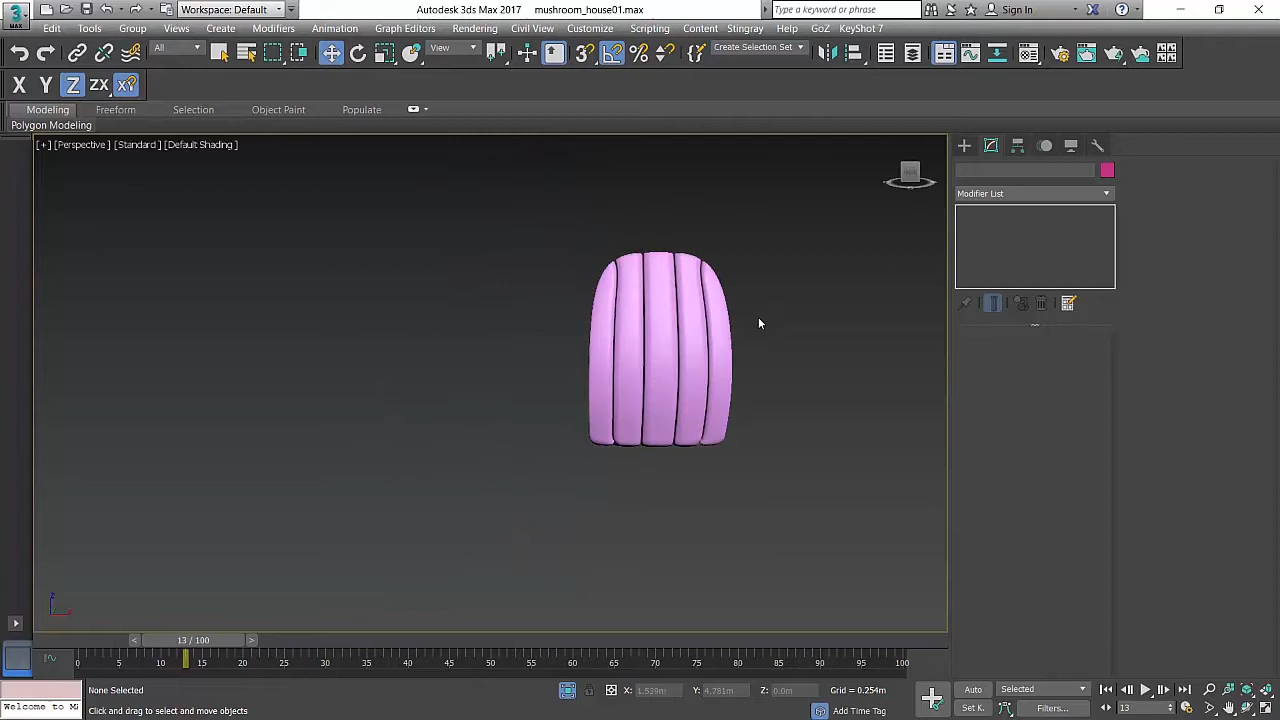 Autodesk 3ds Max 2017 mushroom_house01.max
Workspace: Default
Type a keyword or phrase
Sign In
MAX
Edit Tools Group Views Create Modifiers Animation Graph Editors Rendering Civil View Customize Scripting Content Stingray Help GoZ KeyShot 7
All
View
Create Selection Set
X Y Z ZX XY
Modeling Freeform Selection Object Paint Populate
Polygon Modeling
[+] [Perspective ] [Standard ] [Default Shading ]
Modifier List
z
x
< 13 / 100 >
0 5 10 15 20 25 30 35 40 45 50 55 60 65 70 75 80 85 90 95 100
None Selected
X: 1.539m Y: 4.781m Z: 0.0m Grid = 0.254m
Auto Selected
Welcome to M
Click and drag to select and move objects
Add Time Tag
Set K. Filters... 13